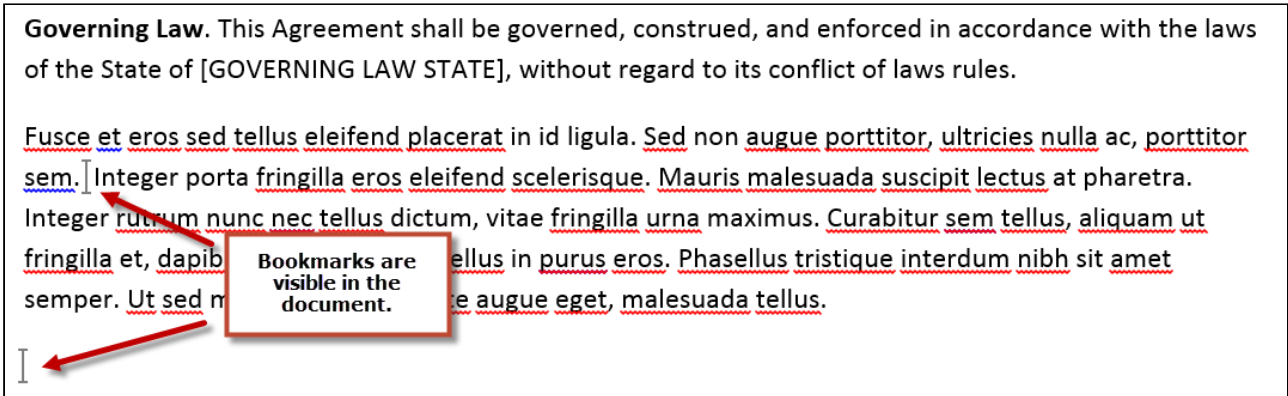 Governing Law. This Agreement shall be governed, construed, and enforced in accordance with the laws
of the State of [GOVERNING LAW STATE], without regard to its conflict of laws rules.
Fusce et eros sed tellus eleifend placerat in id ligula. Sed non augue porttitor, ultricies nulla ac, porttitor
sem. Integer porta fringilla eros eleifend scelerisque. Mauris malesuada suscipit lectus at pharetra.
Integer rutrum nunc nec tellus dictum, vitae fringilla urna maximus. Curabitur sem tellus, aliquam ut
fringilla et, dapib ellus in purus eros. Phasellus tristique interdum nibh sit amet
semper. Ut sed m te augue eget, malesuada tellus.
Bookmarks are
visible in the
document.